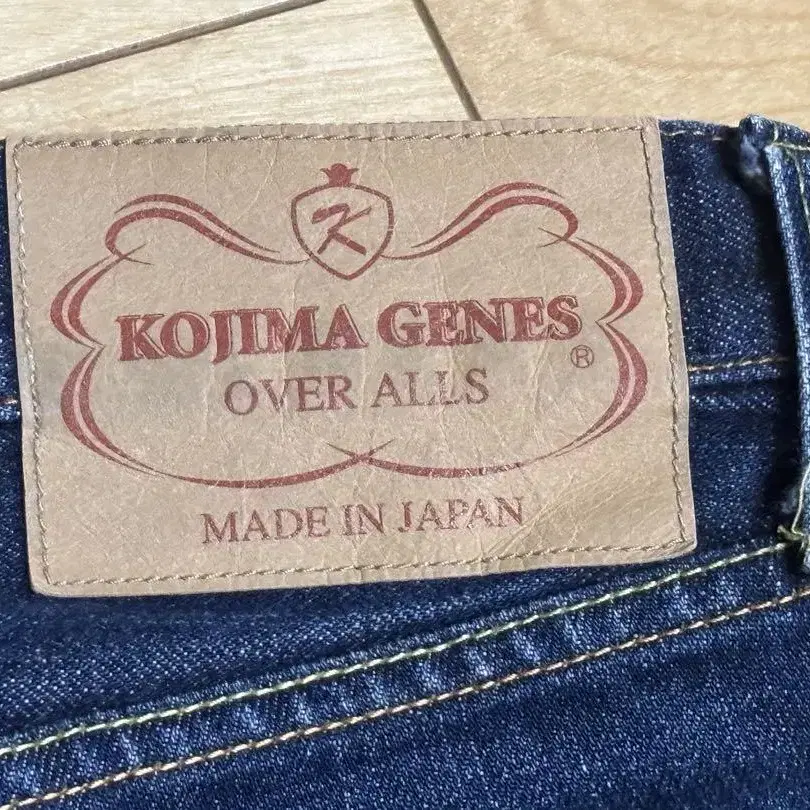 K
KOJIMA GENES
®
OVER ALLS
MADE IN JAPAN